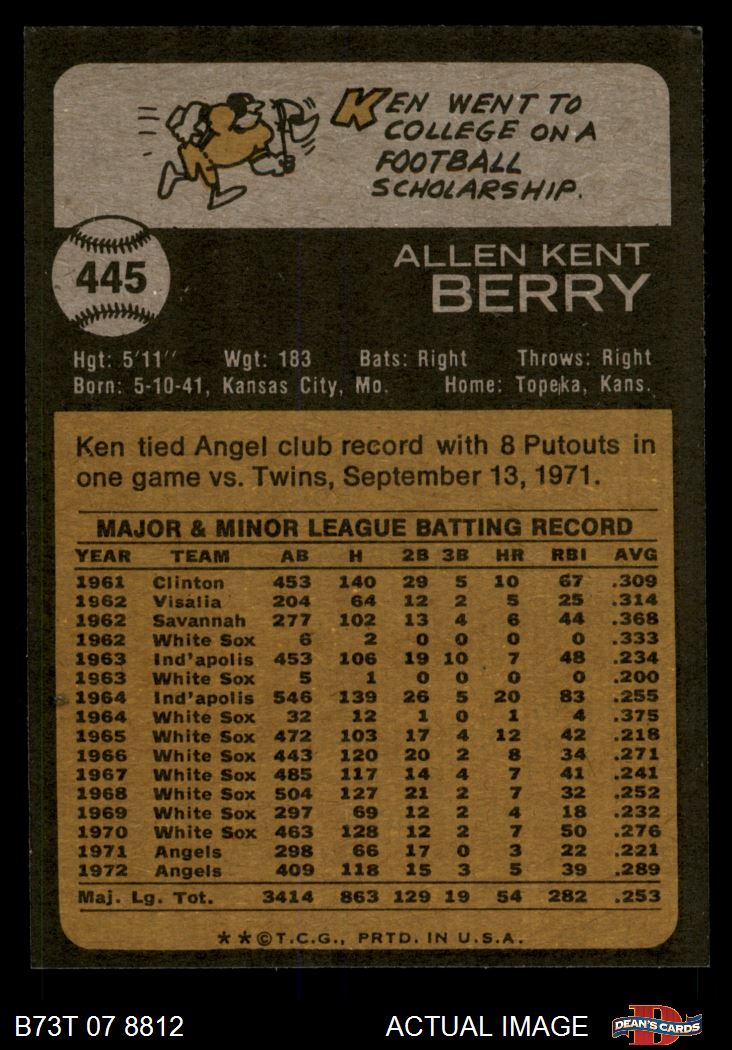 KEN WENT TO
COLLEGE ON A
FOOTBALL
SCHOLARSHIP.
445
ALLEN KENT
BERRY
Hgt: 5'11" Wgt: 183 Bats: Right Throws: Right
Born: 5-10-41, Kansas City, Mo. Home: Topeka, Kans.
Ken tied Angel club record with 8 Putouts in
one game vs. Twins, September 13, 1971.
MAJOR & MINOR LEAGUE BATTING RECORD
YEAR TEAM AB H 2B 3B HR RBI AVG
1961 Clinton 453 140 29 5 10 67 .309
1962 Visalia 204 64 12 2 5 25 .314
1962 Savannah 277 102 13 4 6 44 .368
1962 White Sox 6 2 0 0 0 0 .333
1963 Ind'apolis 453 106 19 10 7 48 .234
1963 White Sox 5 1 0 0 0 0 .200
1964 Ind'apolis 546 139 26 5 20 83 .255
1964 White Sox 32 12 1 0 1 4 .375
1965 White Sox 472 103 17 4 12 42 .218
1966 White Sox 443 120 20 2 8 34 .271
1967 White Sox 485 117 14 4 7 41 .241
1968 White Sox 504 127 21 2 7 32 .252
1969 White Sox 297 69 12 2 4 18 .232
1970 White Sox 463 128 12 2 7 50 .276
1971 Angels 298 66 17 0 3 22 .221
1972 Angels 409 118 15 3 5 39 .289
Maj. Lg. Tot. 3414 863 129 19 54 282 .253
**©T.C.G., PRTD. IN U.S.A.
B73T 07 8812 ACTUAL IMAGE DEAN'S CARDS